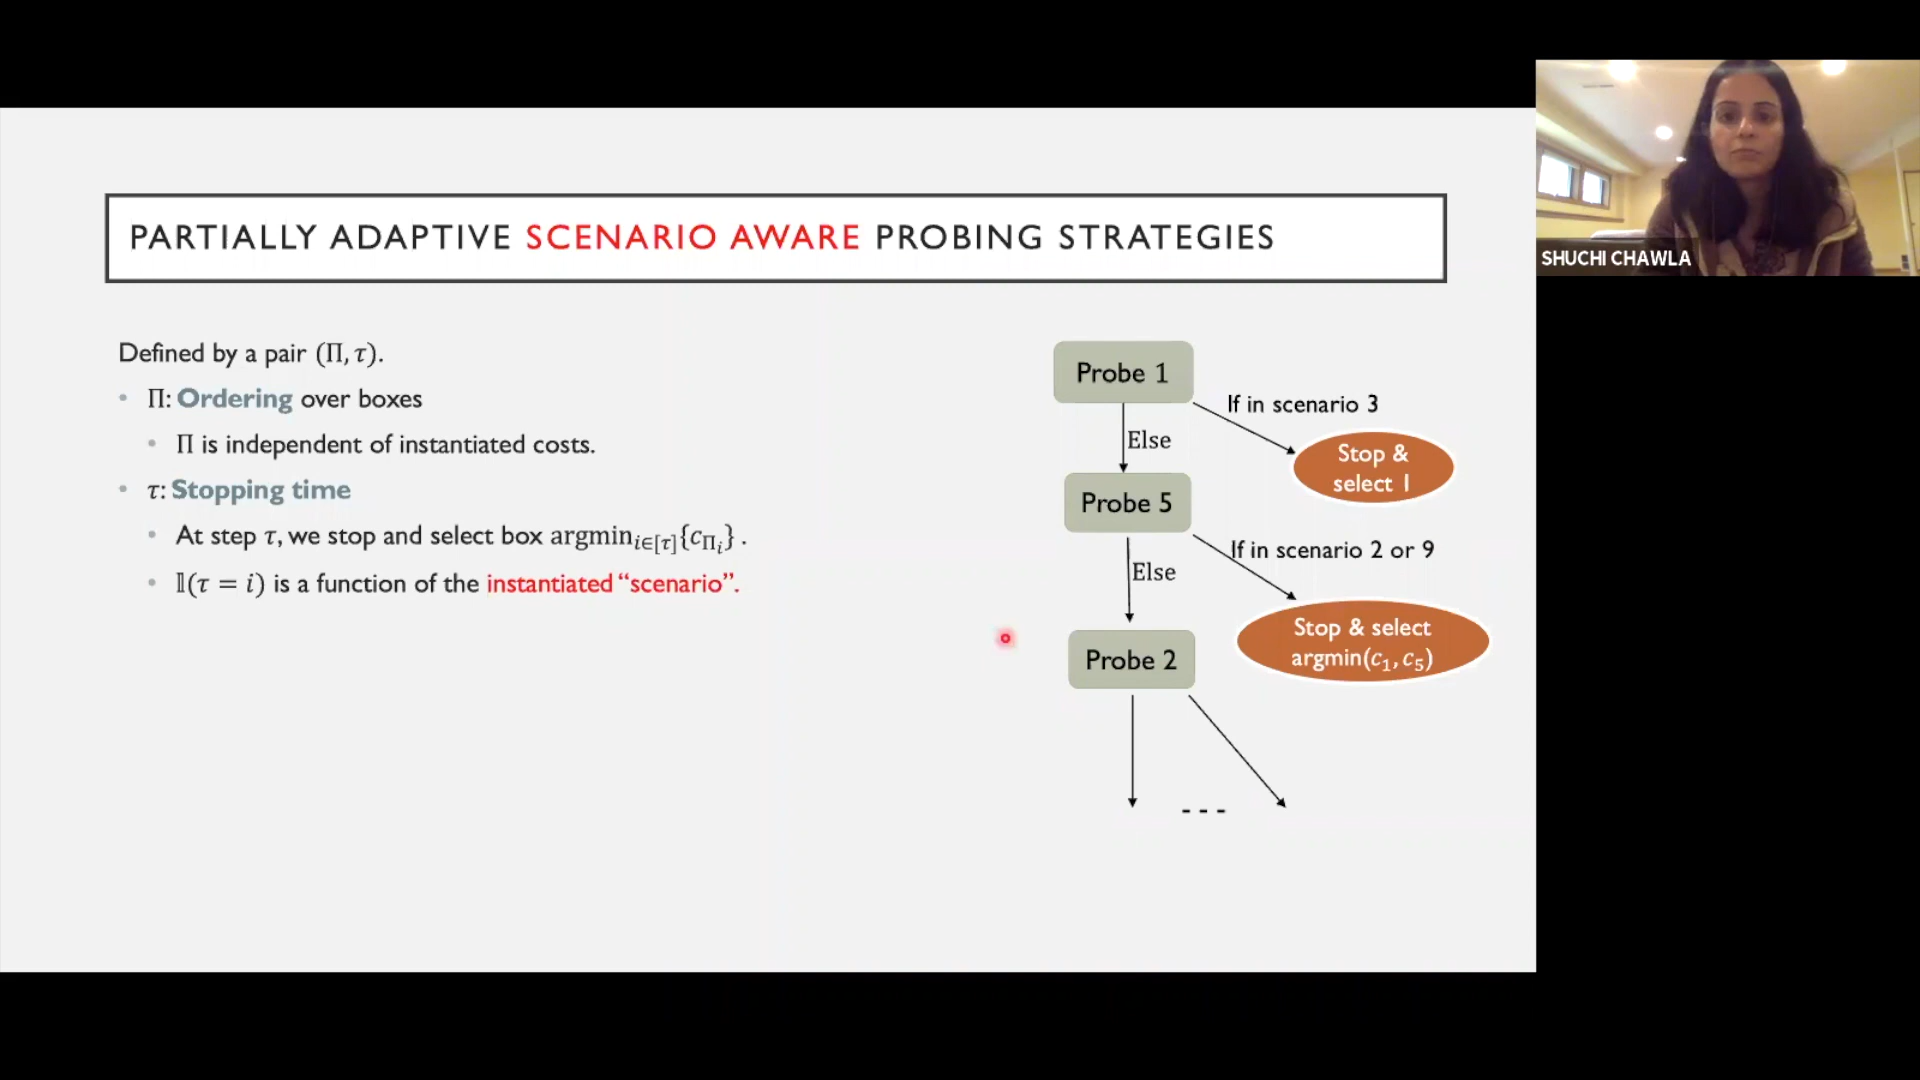 PARTIALLY ADAPTIVE SCENARIO AWARE PROBING STRATEGIES
SHUCHI CHAWLA
Defined by a pair (Π, τ).
• Π: Ordering over boxes
• Π is independent of instantiated costs.
• τ: Stopping time
• At step τ, we stop and select box argmin_{i∈[τ]}{c_{Π_i}} .
• 𝕀(τ = i) is a function of the instantiated “scenario”.
Probe 1
If in scenario 3
Else
Stop &
select 1
Probe 5
If in scenario 2 or 9
Else
Stop & select
argmin(c₁, c₅)
Probe 2
- - -